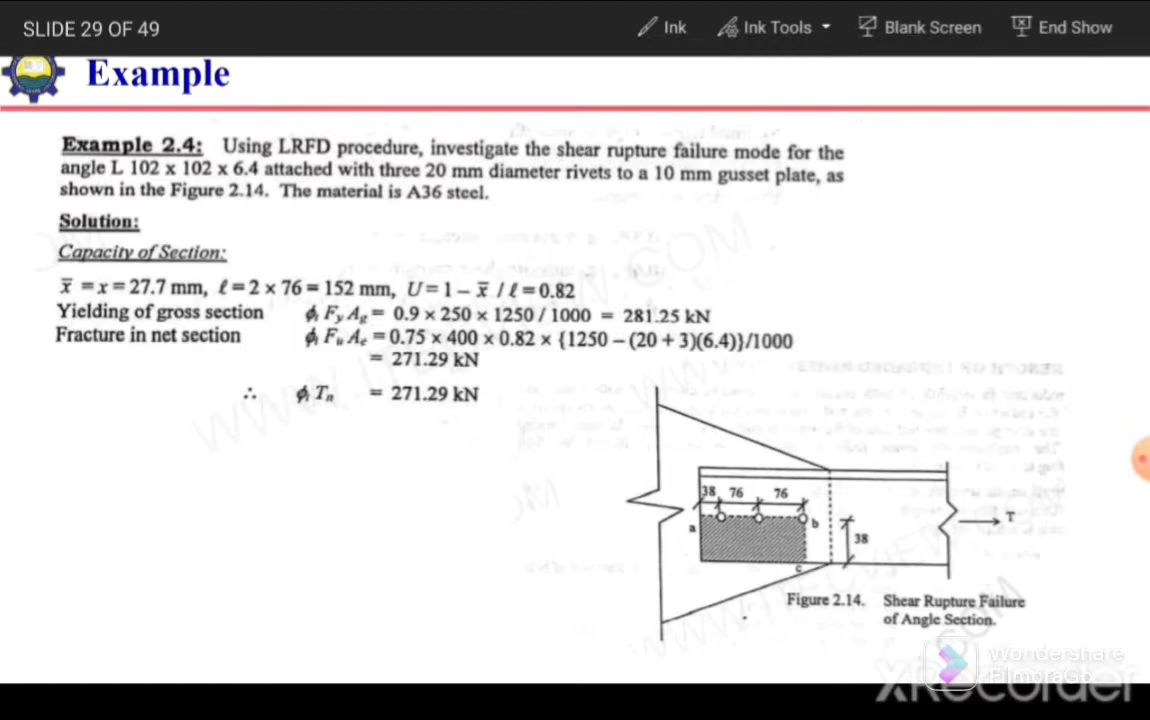 SLIDE 29 OF 49
Ink
Ink Tools
Blank Screen
End Show
Example
Example 2.4: Using LRFD procedure, investigate the shear rupture failure mode for the
angle L 102 x 102 x 6.4 attached with three 20 mm diameter rivets to a 10 mm gusset plate, as
shown in the Figure 2.14. The material is A36 steel.
Solution:
Capacity of Section:
x̄ = x = 27.7 mm, ℓ = 2 × 76 = 152 mm, U = 1 – x̄ / ℓ = 0.82
Yielding of gross section ϕt Fy Ag = 0.9 × 250 × 1250 / 1000 = 281.25 kN
Fracture in net section ϕt Fu Ae = 0.75 × 400 × 0.82 × {1250 – (20 + 3)(6.4)}/1000
= 271.29 kN
∴ ϕt Tn = 271.29 kN
38 76 76
a
b
38
c
T
Figure 2.14. Shear Rupture Failure
of Angle Section.
Wondershare
FilmoraGo
XRecorder